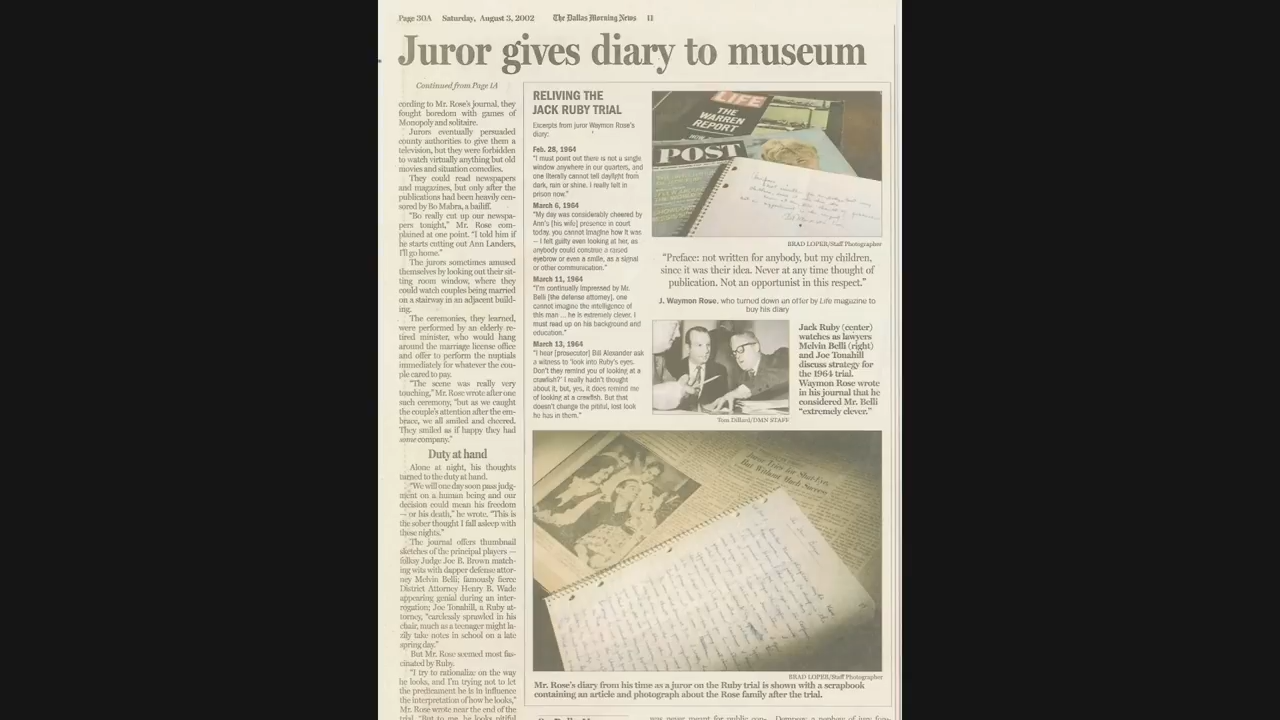 Page 30A Saturday, August 3, 2002 The Dallas Morning News 11
Juror gives diary to museum
Continued from Page 1A
cording to Mr. Rose's journal, they
fought boredom with games of
Monopoly and solitaire.
Jurors eventually persuaded
county authorities to give them a
television, but they were forbidden
to watch virtually anything but old
movies and situation comedies.
They could read newspapers
and magazines, but only after the
publications had been heavily cen-
sored by Bo Mabra, a bailiff.
"Bo really cut up our newspa-
pers tonight," Mr. Rose com-
plained at one point. "I told him if
he starts cutting out Ann Landers,
I'll go home."
The jurors sometimes amused
themselves by looking out their sit-
ting room window, where they
could watch couples being married
on a stairway in an adjacent build-
ing.
The ceremonies, they learned,
were performed by an elderly re-
tired minister, who would hang
around the marriage license office
and offer to perform the nuptials
immediately for whatever the cou-
ple cared to pay.
"The scene was really very
touching," Mr. Rose wrote after one
such ceremony, "but as we caught
the couple's attention after the em-
brace, we all smiled and cheered.
They smiled as if happy they had
some company."
Duty at hand
Alone at night, his thoughts
turned to the duty at hand.
"We will one day soon pass judg-
ment on a human being and our
decision could mean his freedom
— or his death," he wrote. "This is
the sober thought I fall asleep with
these nights."
The journal offers thumbnail
sketches of the principal players —
folksy Judge Joe B. Brown match-
ing wits with dapper defense attor-
ney Melvin Belli; famously fierce
District Attorney Henry B. Wade
appearing genial during an inter-
rogation; Joe Tonahill, a Ruby at-
torney, "carelessly sprawled in his
chair, much as a teenager might la-
zily take notes in school on a late
spring day."
But Mr. Rose seemed most fas-
cinated by Ruby.
"I try to rationalize on the way
he looks, and I'm trying not to let
the predicament he is in influence
the interpretation of how he looks,"
Mr. Rose wrote near the end of the
trial. "But to me, he looks pitiful
RELIVING THE
JACK RUBY TRIAL
Excerpts from juror Waymon Rose's
diary:
Feb. 28, 1964
"I must point out there is not a single
window anywhere in our quarters, and
one literally cannot tell daylight from
dark, rain or shine. I really felt in
prison now."
March 6, 1964
"My day was considerably cheered by
Ann's [his wife] presence in court
today, you cannot imagine how it was
— I felt guilty even looking at her, as
anybody could construe a raised
eyebrow or even a smile, as a signal
or other communication."
March 11, 1964
"I'm continually impressed by Mr.
Belli [the defense attorney], one
cannot imagine the intelligence of
this man ... he is extremely clever. I
must read up on his background and
education."
March 13, 1964
"I hear [prosecutor] Bill Alexander ask
a witness to 'look into Ruby's eyes.
Don't they remind you of looking at a
crawfish?' I really hadn't thought
about it, but, yes, it does remind me
of looking at a crawfish. But that
doesn't change the pitiful, lost look
he has in them."
LIFE
THE
WARREN
REPORT
POST
BRAD LOPER/Staff Photographer
"Preface: not written for anybody, but my children,
since it was their idea. Never at any time thought of
publication. Not an opportunist in this respect."
J. Waymon Rose, who turned down an offer by Life magazine to
buy his diary
Jack Ruby (center)
watches as lawyers
Melvin Belli (right)
and Joe Tonahill
discuss strategy for
the 1964 trial.
Waymon Rose wrote
in his journal that he
considered Mr. Belli
"extremely clever."
Tom Dillard/DMN STAFF
But Without Much Success
BRAD LOPER/Staff Photographer
Mr. Rose's diary from his time as a juror on the Ruby trial is shown with a scrapbook
containing an article and photograph about the Rose family after the trial.